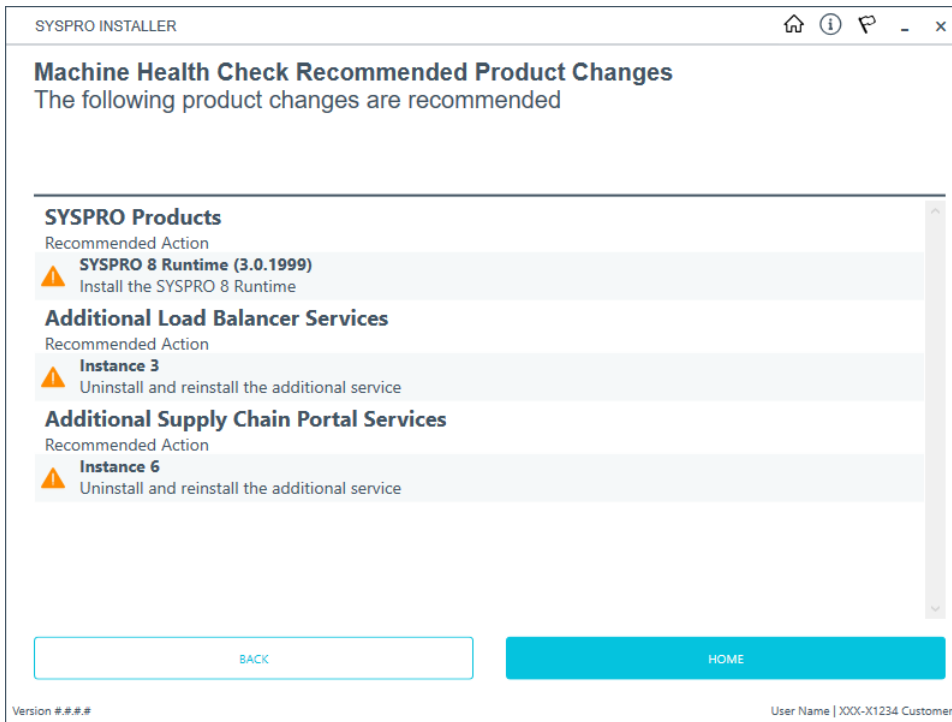 SYSPRO INSTALLER
Machine Health Check Recommended Product Changes
The following product changes are recommended
SYSPRO Products
Recommended Action
SYSPRO 8 Runtime (3.0.1999)
Install the SYSPRO 8 Runtime
Additional Load Balancer Services
Recommended Action
Instance 3
Uninstall and reinstall the additional service
Additional Supply Chain Portal Services
Recommended Action
Instance 6
Uninstall and reinstall the additional service
BACK
HOME
Version #.#.#.#
User Name | XXX-X1234 Customer